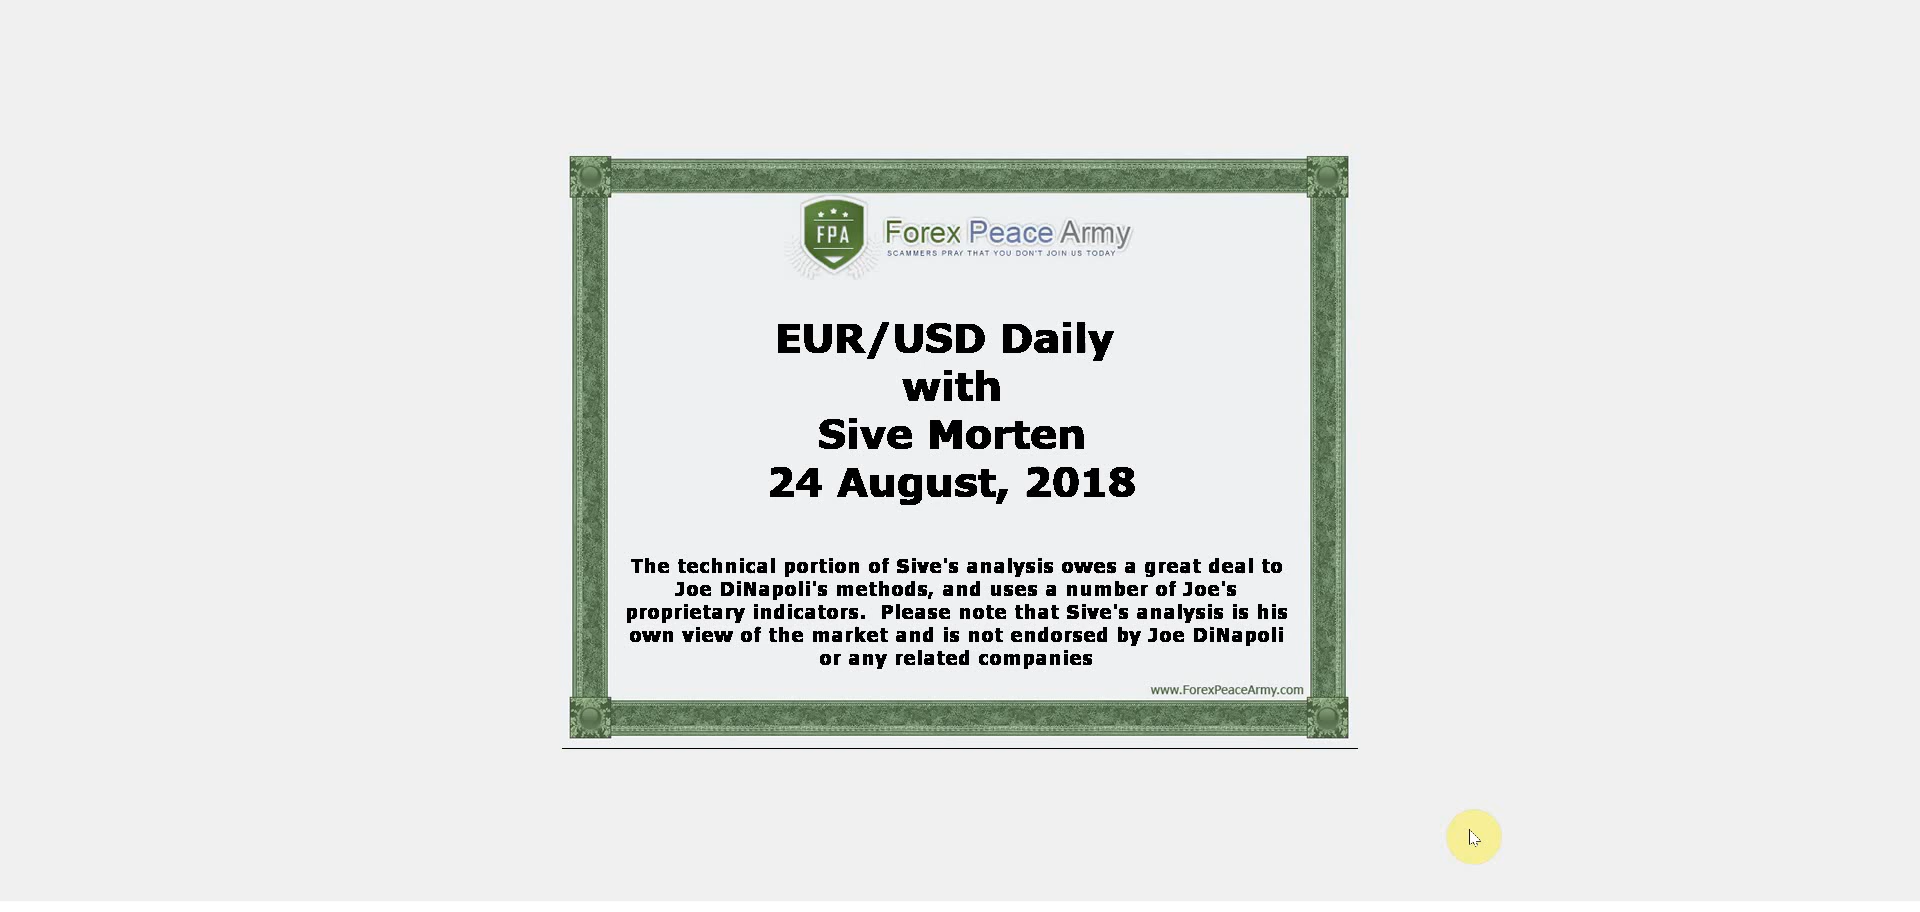 FPA
Forex Peace Army
SCAMMERS PRAY THAT YOU DON'T JOIN US TODAY
EUR/USD Daily
with
Sive Morten
24 August, 2018
The technical portion of Sive's analysis owes a great deal to
Joe DiNapoli's methods, and uses a number of Joe's
proprietary indicators.  Please note that Sive's analysis is his
own view of the market and is not endorsed by Joe DiNapoli
or any related companies
www.ForexPeaceArmy.com